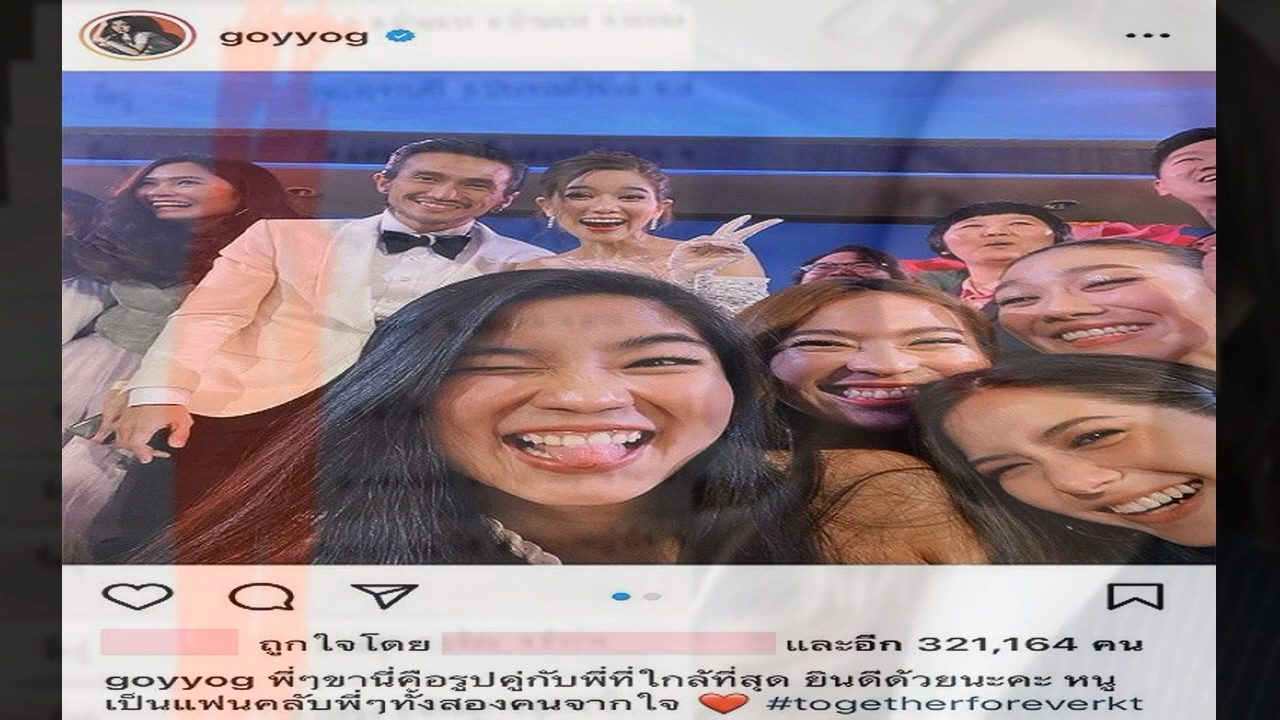 goyyog
ถูกใจโดย และอีก 321,164 คน
goyyog พี่ๆขานี่คือรูปคู่กับพี่ที่ใกล้ที่สุด ยินดีด้วยนะคะ หนู
เป็นแฟนคลับพี่ๆทั้งสองคนจากใจ ❤️ #togetherforeverkt